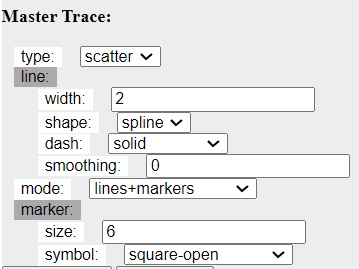 Master Trace:
type: scatter
line:
width: 2
shape: spline
dash: solid
smoothing: 0
mode: lines+markers
marker:
size: 6
symbol: square-open